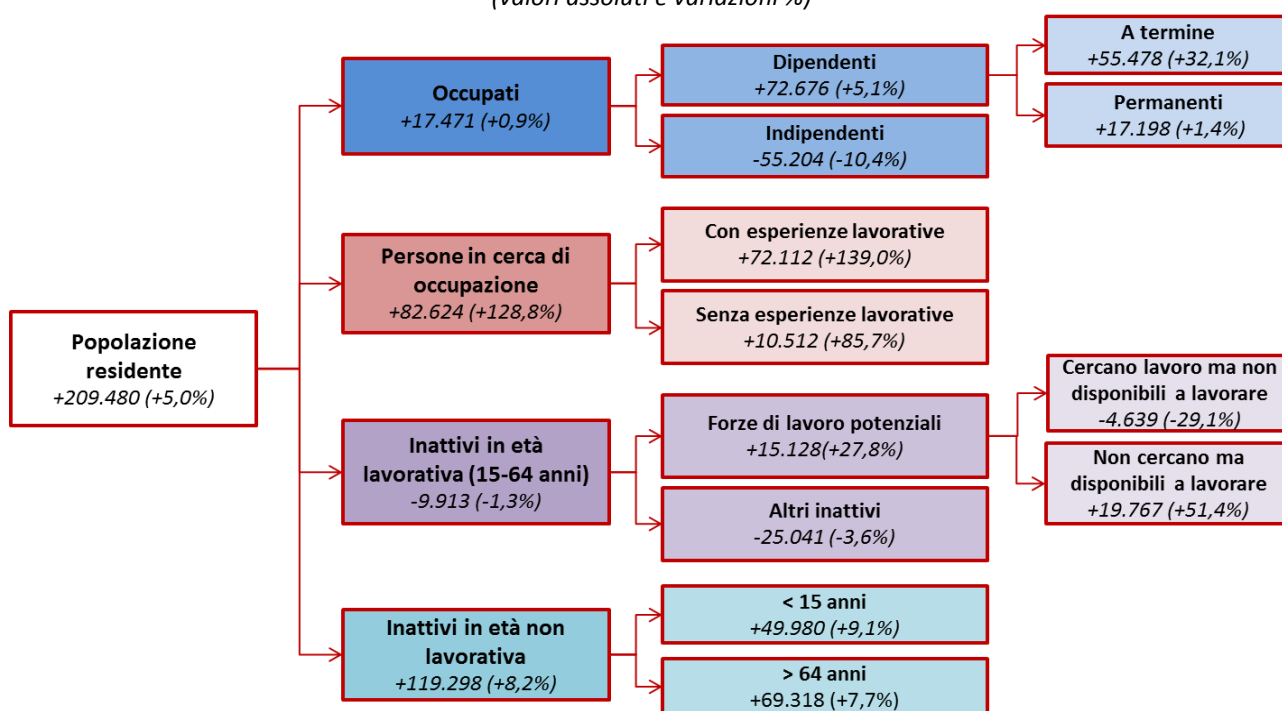 (valori assoluti e variazioni %)
A termine
+55.478 (+32,1%)
Dipendenti
+72.676 (+5,1%)
Occupati
+17.471 (+0,9%)
Permanenti
+17.198 (+1,4%)
Indipendenti
-55.204 (-10,4%)
Con esperienze lavorative
+72.112 (+139,0%)
Persone in cerca di
occupazione
+82.624 (+128,8%)
Senza esperienze lavorative
+10.512 (+85,7%)
Popolazione
residente
+209.480 (+5,0%)
Cercano lavoro ma non
disponibili a lavorare
-4.639 (-29,1%)
Forze di lavoro potenziali
+15.128(+27,8%)
Inattivi in età
lavorativa (15-64 anni)
-9.913 (-1,3%)
Non cercano ma
disponibili a lavorare
+19.767 (+51,4%)
Altri inattivi
-25.041 (-3,6%)
< 15 anni
+49.980 (+9,1%)
Inattivi in età non
lavorativa
+119.298 (+8,2%)
> 64 anni
+69.318 (+7,7%)